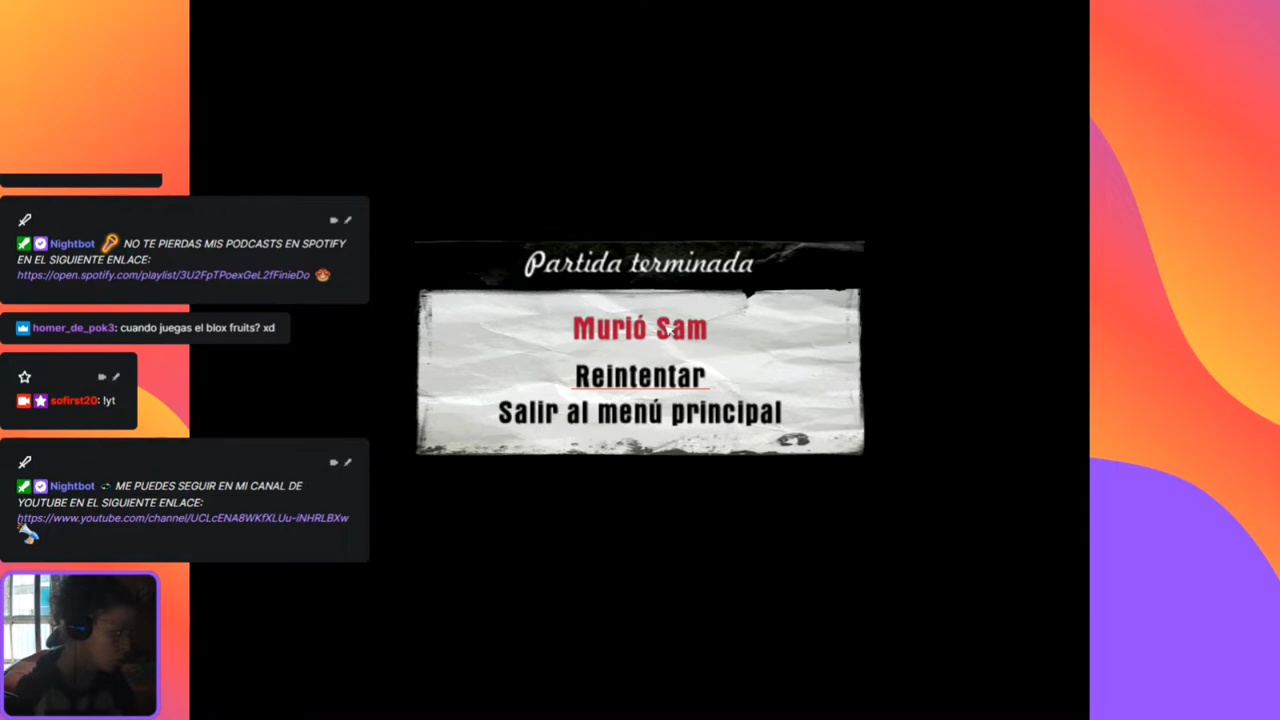 Nightbot NO TE PIERDAS MIS PODCASTS EN SPOTIFY
EN EL SIGUIENTE ENLACE:
https://open.spotify.com/playlist/3U2FpTPoexGeL2fFinieDo
homer_de_pok3: cuando juegas el blox fruits? xd
sofirst20: !yt
Nightbot ME PUEDES SEGUIR EN MI CANAL DE
YOUTUBE EN EL SIGUIENTE ENLACE:
https://www.youtube.com/channel/UCLcENA8WKfXLUu-iNHRLBXw
Partida terminada
Murió Sam
Reintentar
Salir al menú principal